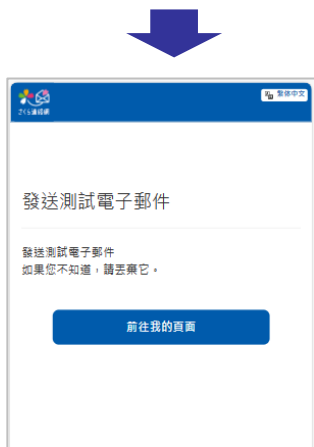 さくら連絡網
繁体中文
發送測試電子郵件
發送測試電子郵件
如果您不知道，請丟棄它。
前往我的頁面